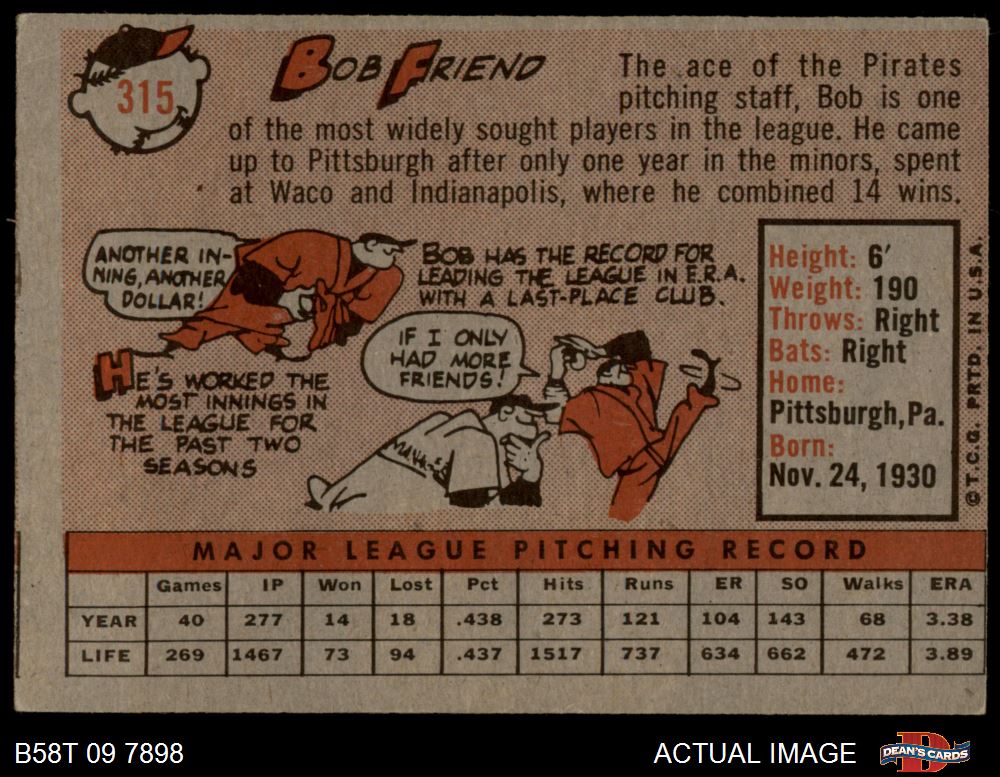 315
BOB FRIEND
The ace of the Pirates
pitching staff, Bob is one
of the most widely sought players in the league. He came
up to Pittsburgh after only one year in the minors, spent
at Waco and Indianapolis, where he combined 14 wins.
ANOTHER IN-
NING, ANOTHER
DOLLAR!
HE'S WORKED THE
MOST INNINGS IN
THE LEAGUE FOR
THE PAST TWO
SEASONS
BOB HAS THE RECORD FOR
LEADING THE LEAGUE IN E.R.A.
WITH A LAST-PLACE CLUB.
IF I ONLY
HAD MORE
FRIENDS!
Height: 6'
Weight: 190
Throws: Right
Bats: Right
Home:
Pittsburgh, Pa.
Born:
Nov. 24, 1930
© T.C.G. PRTD. IN U.S.A.
MAJOR LEAGUE PITCHING RECORD
Games IP Won Lost Pct Hits Runs ER SO Walks ERA
YEAR 40 277 14 18 .438 273 121 104 143 68 3.38
LIFE 269 1467 73 94 .437 1517 737 634 662 472 3.89
B58T 09 7898
ACTUAL IMAGE
DEAN'S CARDS